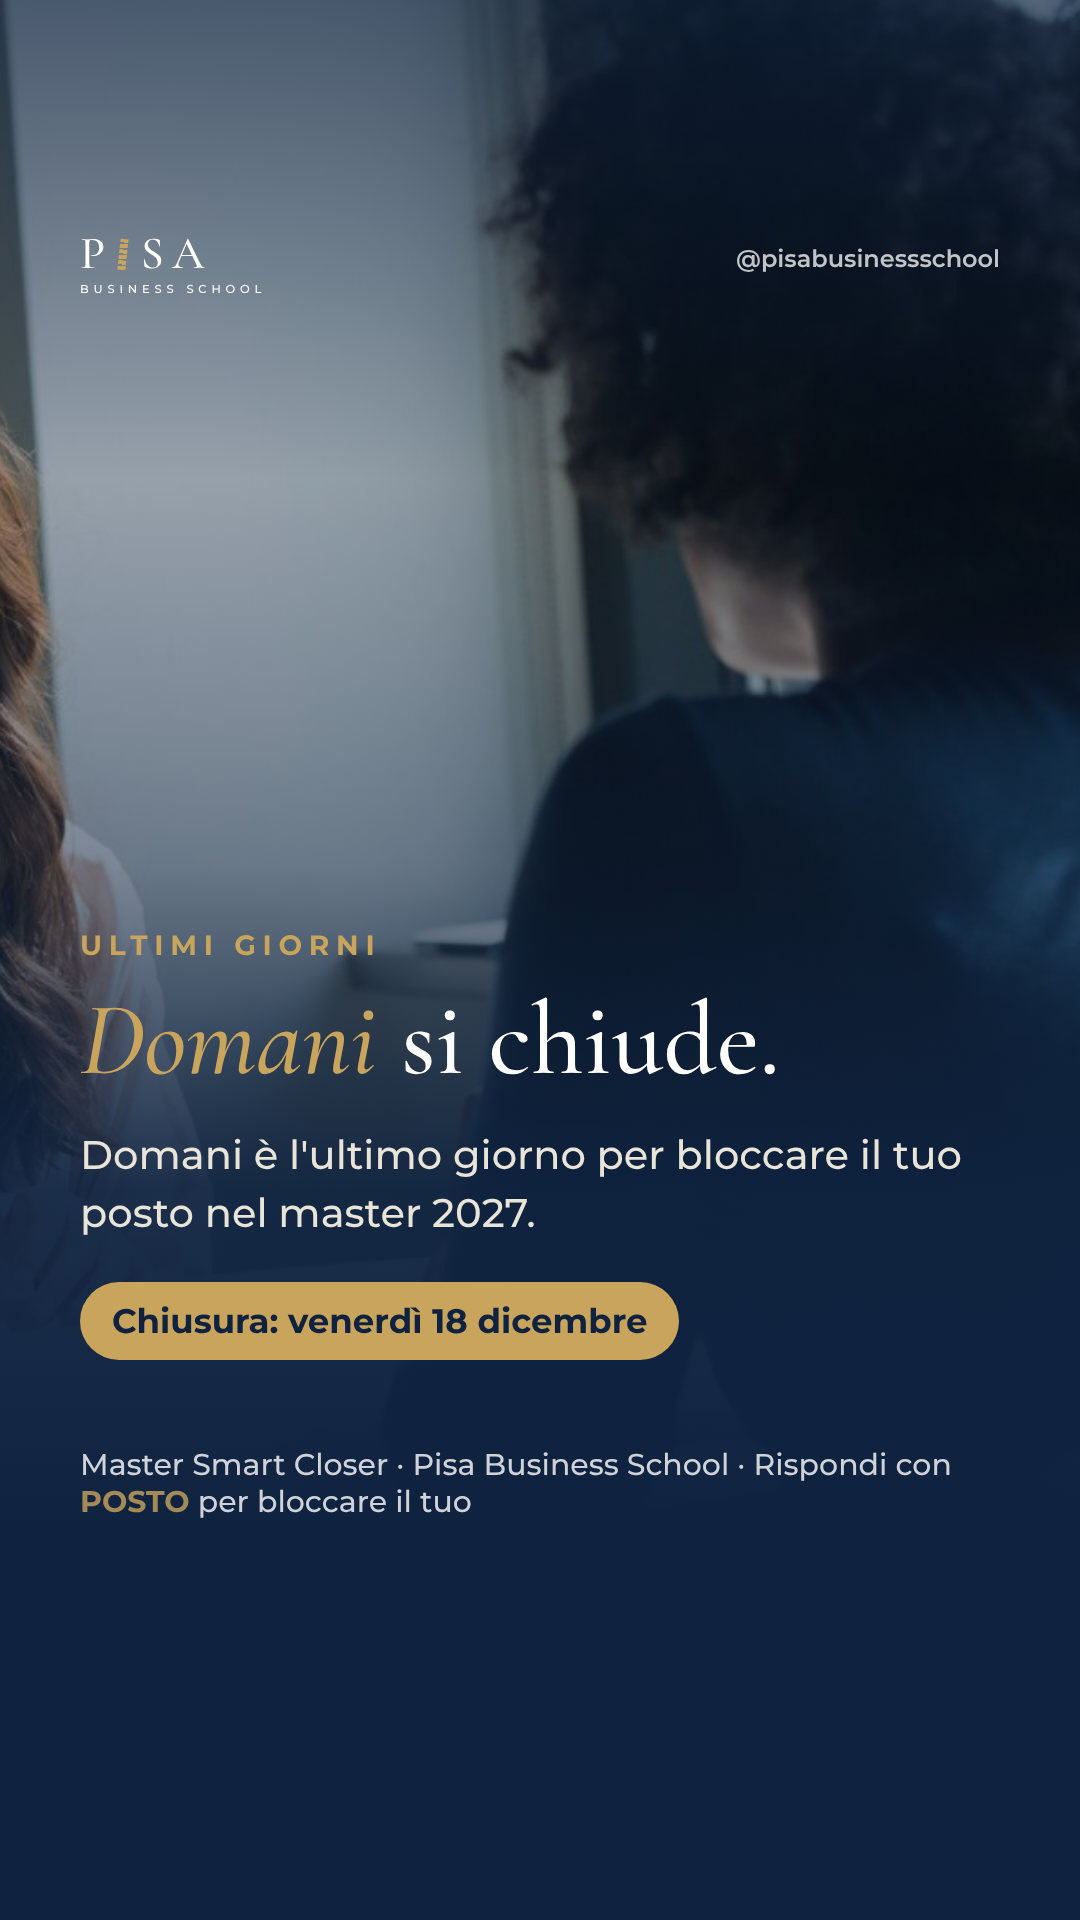 PISA
BUSINESS SCHOOL
@pisabusinessschool
ULTIMI GIORNI
Domani si chiude.
Domani è l'ultimo giorno per bloccare il tuo
posto nel master 2027.
Chiusura: venerdì 18 dicembre
Master Smart Closer · Pisa Business School · Rispondi con
POSTO per bloccare il tuo